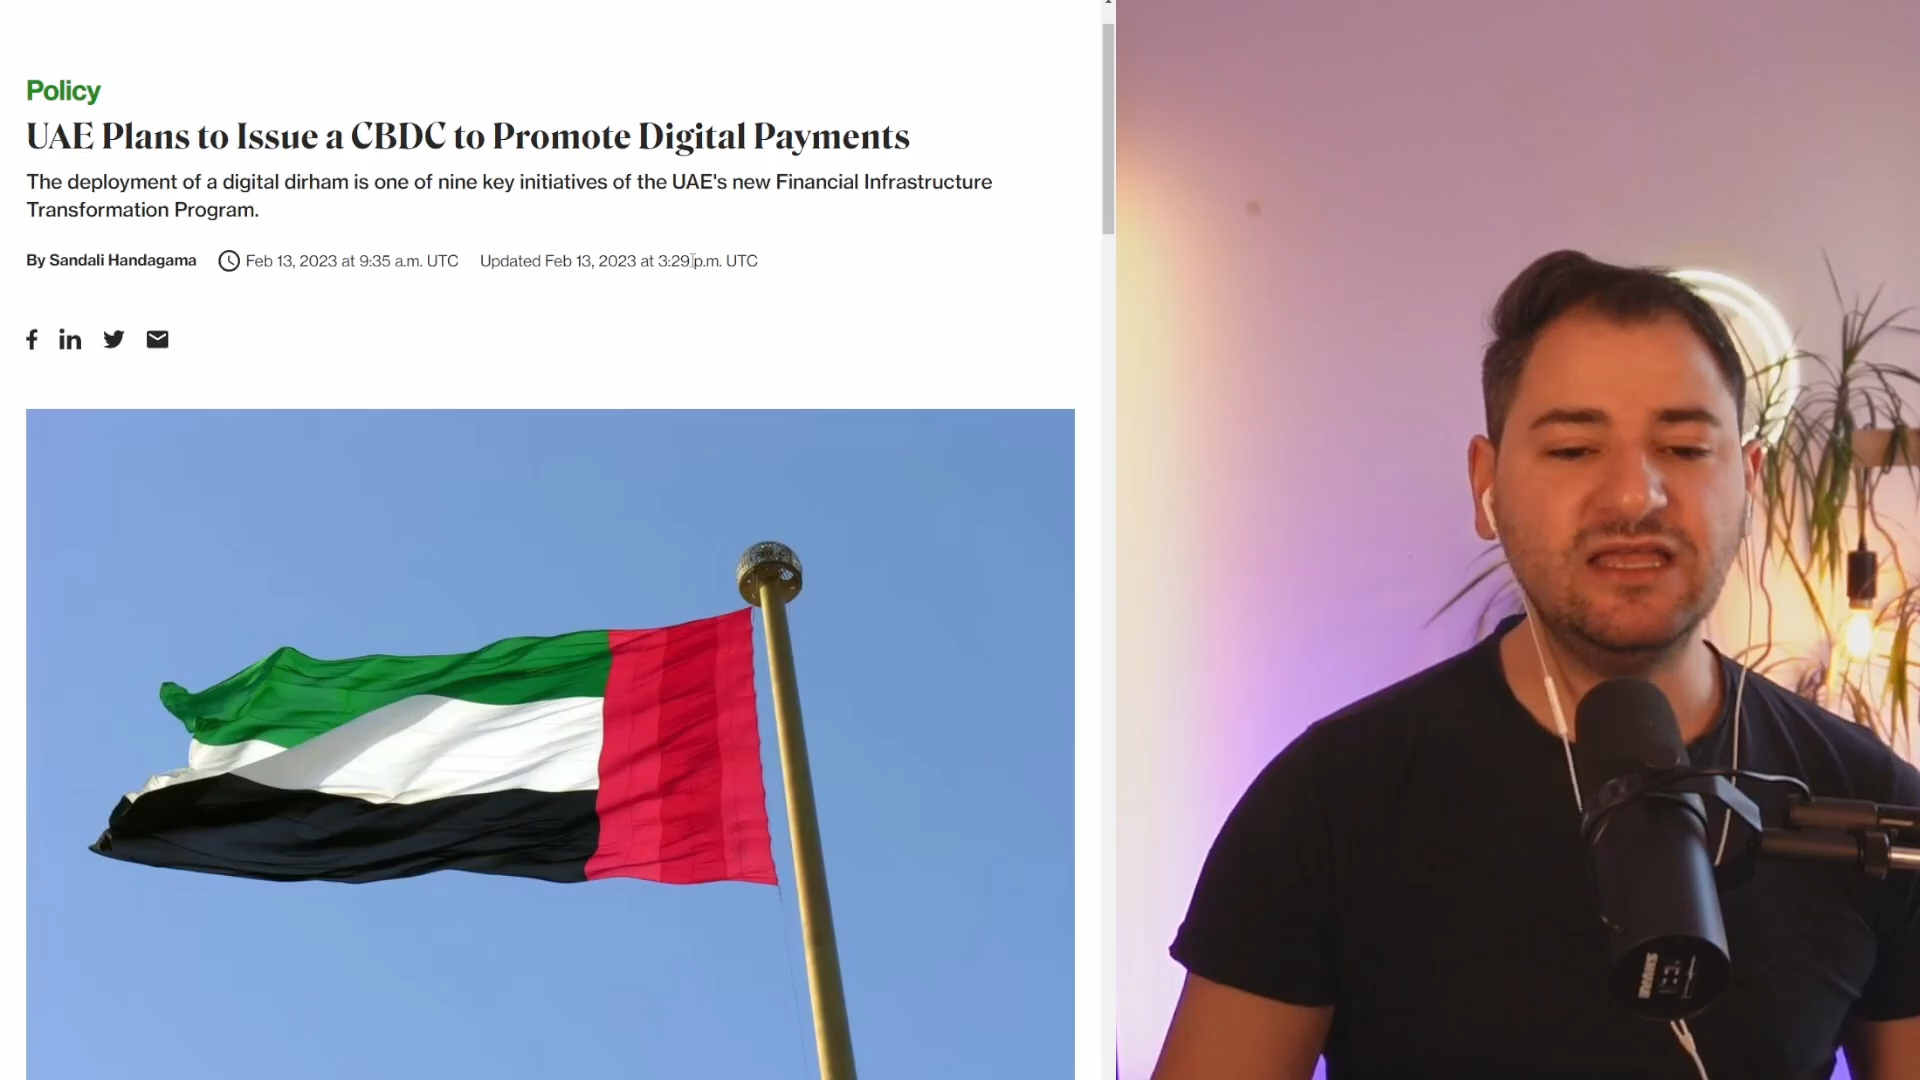 Policy
UAE Plans to Issue a CBDC to Promote Digital Payments
The deployment of a digital dirham is one of nine key initiatives of the UAE's new Financial Infrastructure
Transformation Program.
By Sandali Handagama Feb 13, 2023 at 9:35 a.m. UTC Updated Feb 13, 2023 at 3:29 p.m. UTC
SHURE